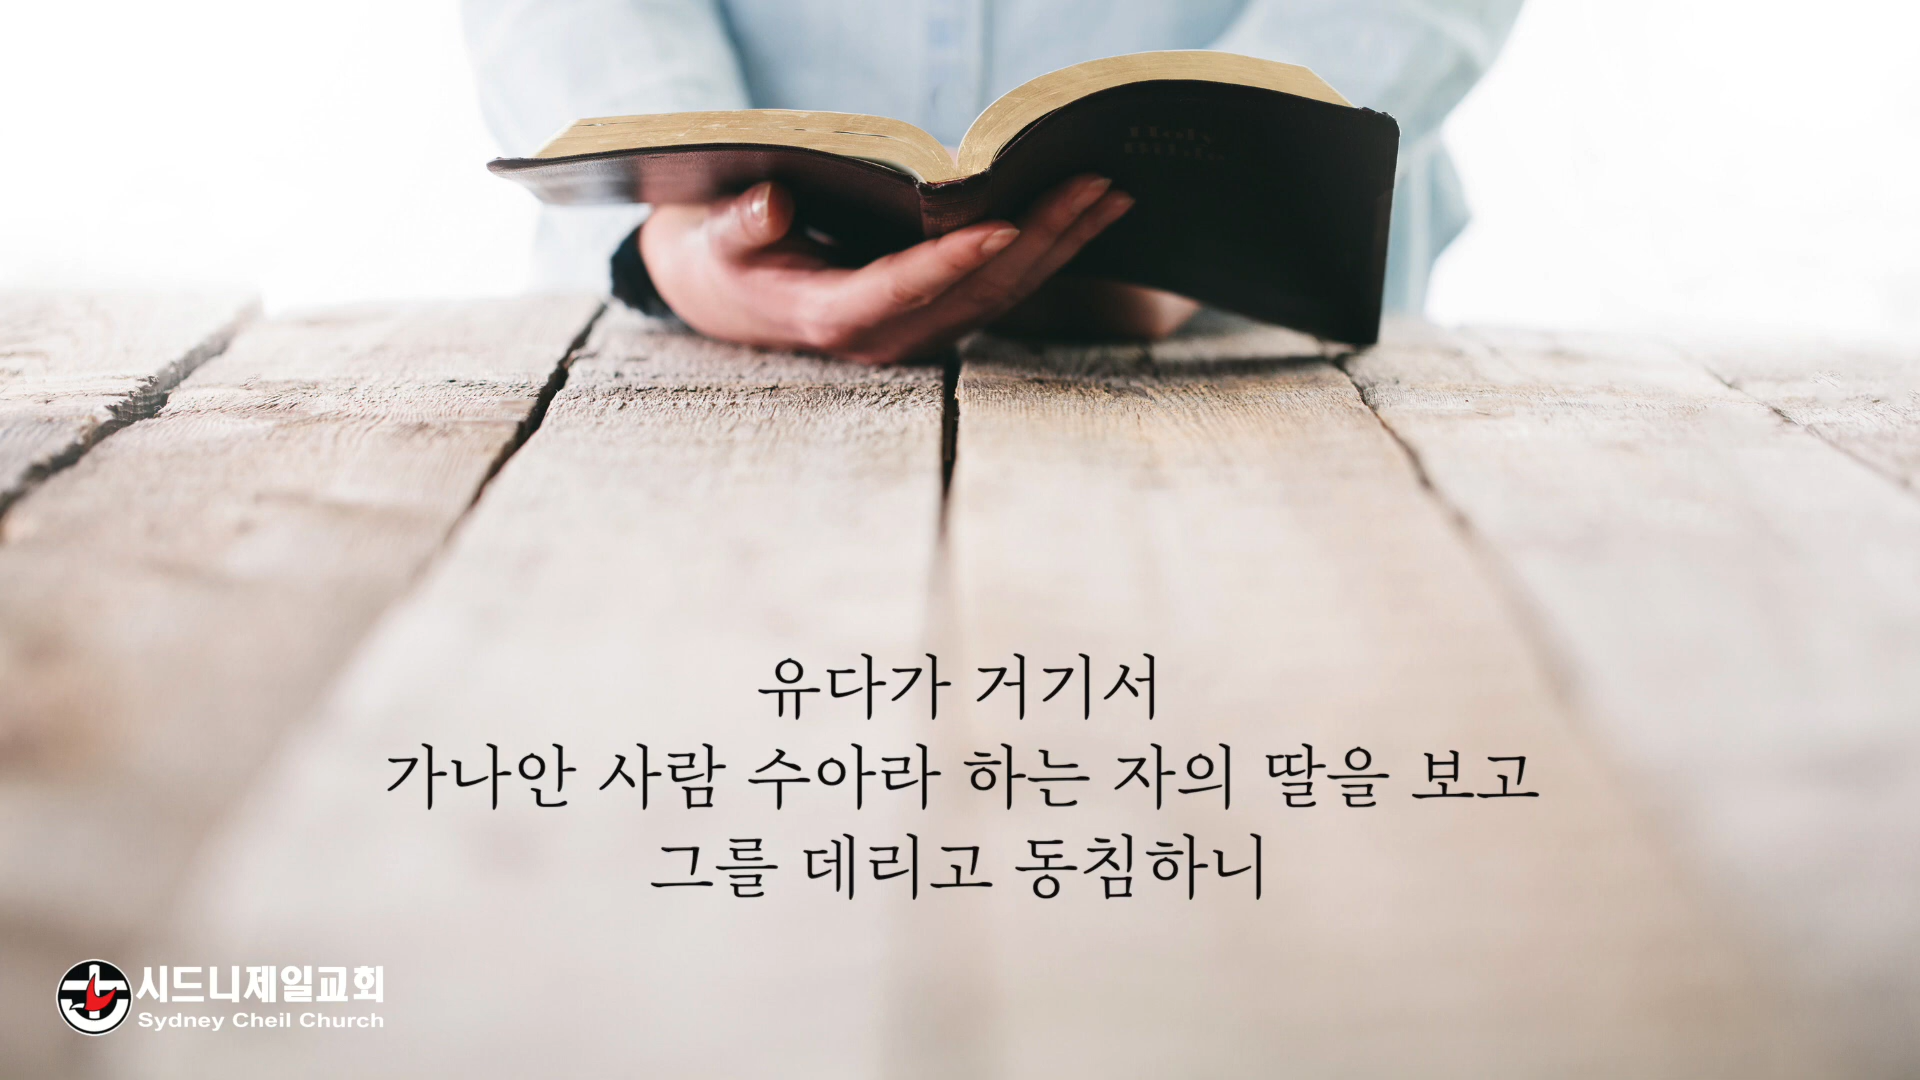 Holy
Bible
유다가 거기서
가나안 사람 수아라 하는 자의 딸을 보고
그를 데리고 동침하니
시드니제일교회
Sydney Cheil Church